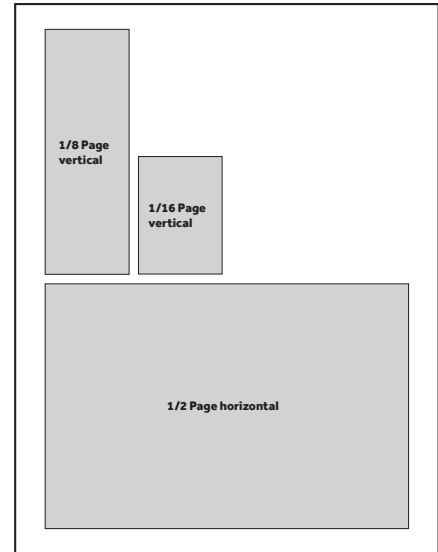 1/8 Page
vertical
1/16 Page
vertical
1/2 Page horizontal